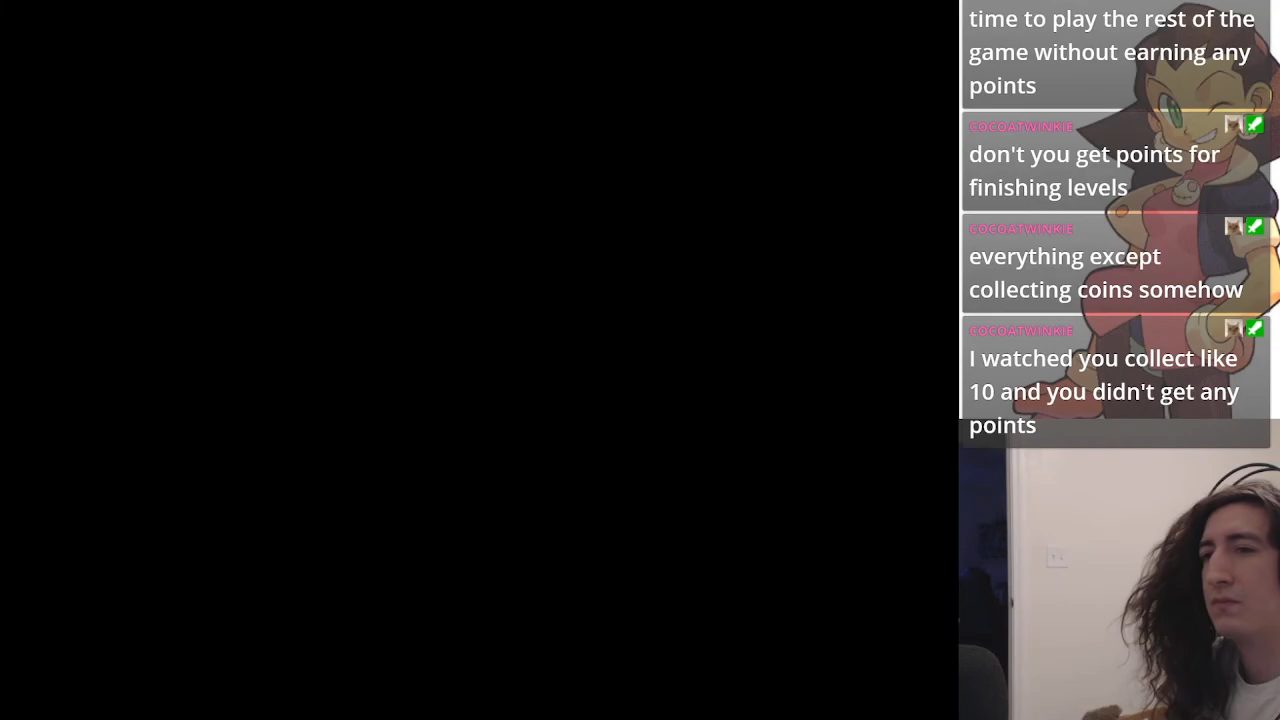 time to play the rest of the
game without earning any
points
COCOATWINKIE
don't you get points for
finishing levels
COCOATWINKIE
everything except
collecting coins somehow
COCOATWINKIE
I watched you collect like
10 and you didn't get any
points